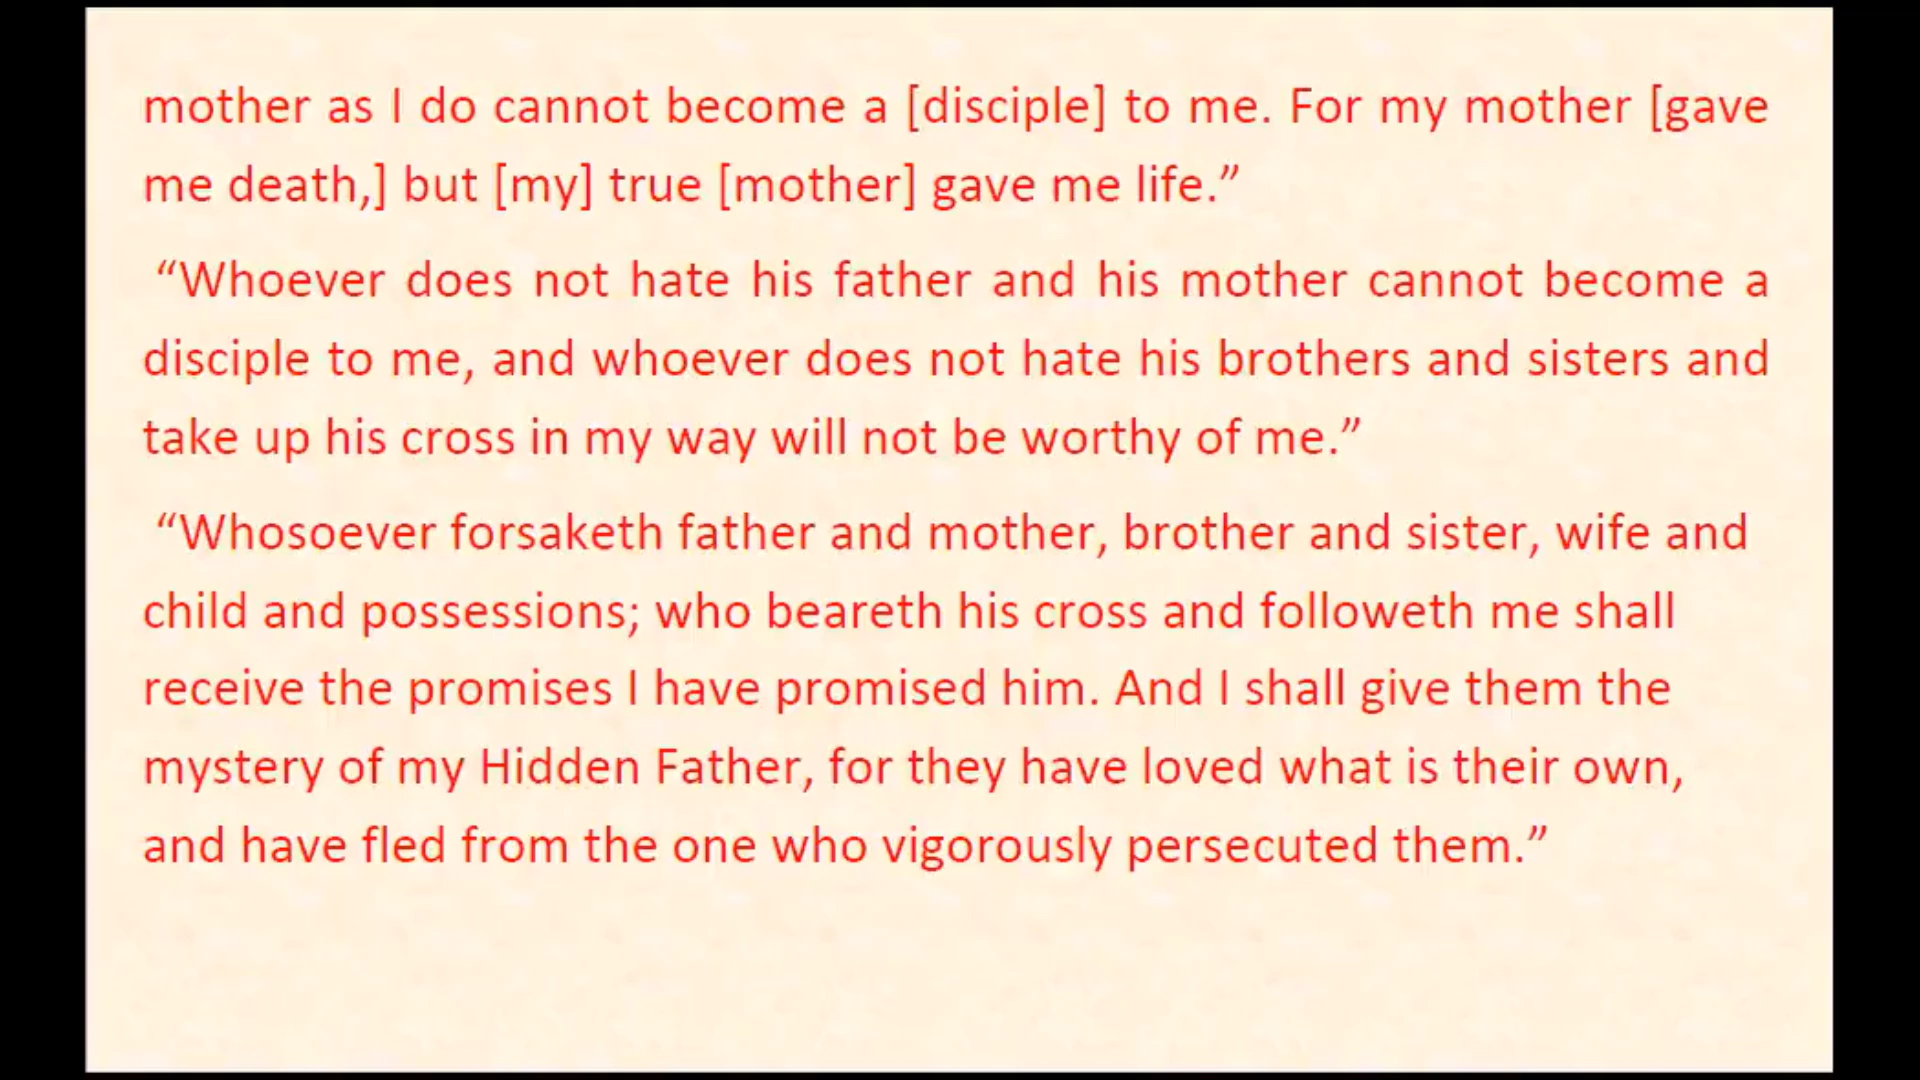 mother as I do cannot become a [disciple] to me. For my mother [gave
me death,] but [my] true [mother] gave me life.”
“Whoever does not hate his father and his mother cannot become a
disciple to me, and whoever does not hate his brothers and sisters and
take up his cross in my way will not be worthy of me.”
“Whosoever forsaketh father and mother, brother and sister, wife and
child and possessions; who beareth his cross and followeth me shall
receive the promises I have promised him. And I shall give them the
mystery of my Hidden Father, for they have loved what is their own,
and have fled from the one who vigorously persecuted them.”